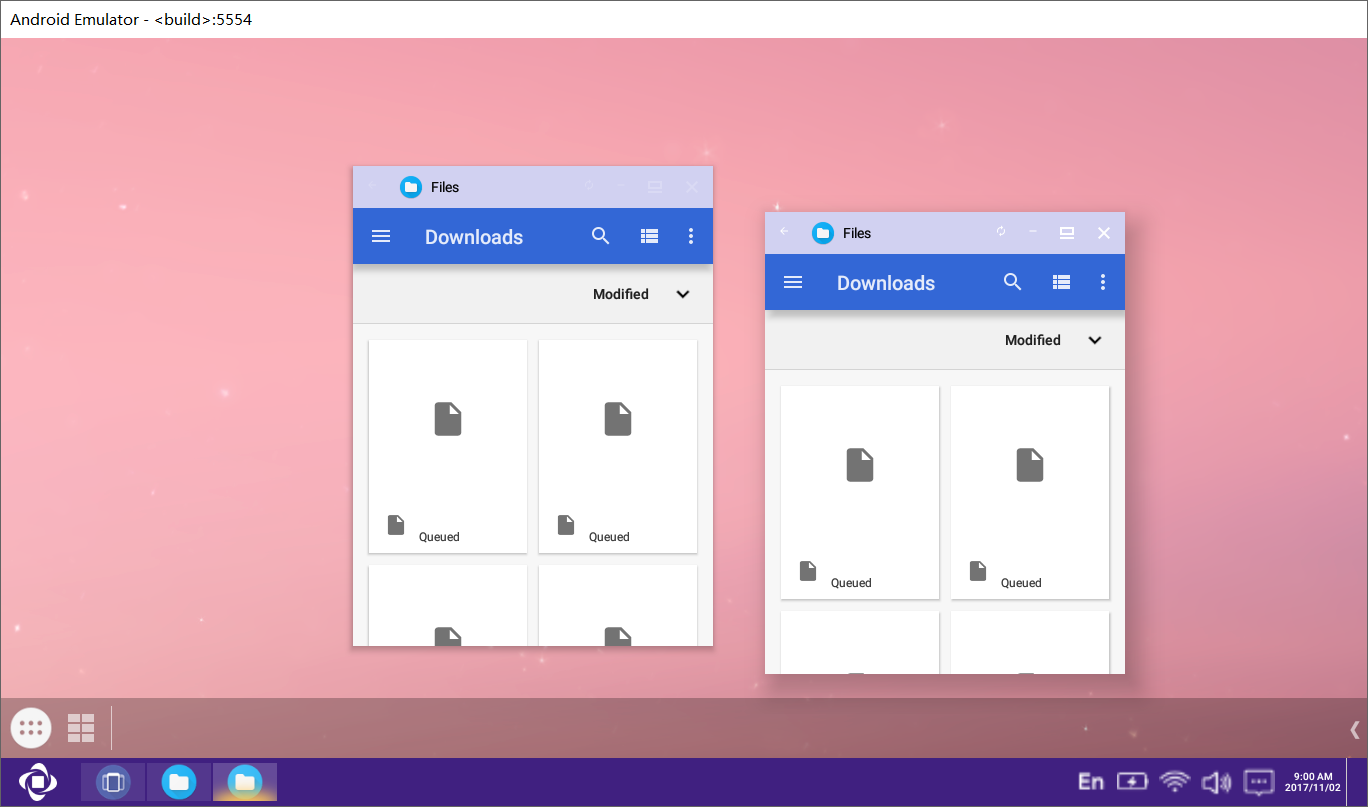 Android Emulator - <build>:5554
Files
Downloads
Modified
Queued
Queued
Files
Downloads
Modified
Queued
Queued
En
9:00 AM
2017/11/02